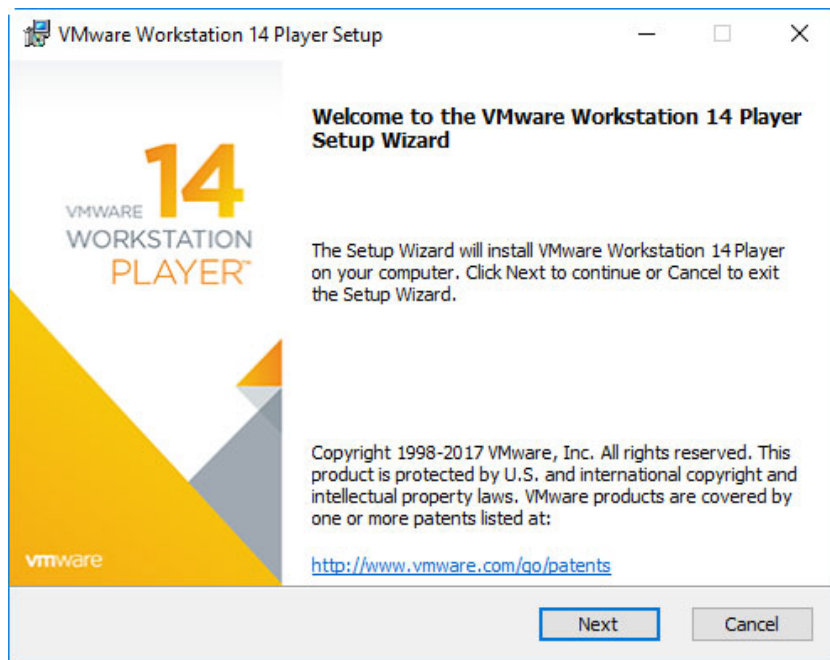 VMware Workstation 14 Player Setup
Welcome to the VMware Workstation 14 Player
Setup Wizard
14
VMWARE
WORKSTATION
PLAYER™
The Setup Wizard will install VMware Workstation 14 Player
on your computer. Click Next to continue or Cancel to exit
the Setup Wizard.
Copyright 1998-2017 VMware, Inc. All rights reserved. This
product is protected by U.S. and international copyright and
intellectual property laws. VMware products are covered by
one or more patents listed at:
http://www.vmware.com/go/patents
vmware
Next
Cancel